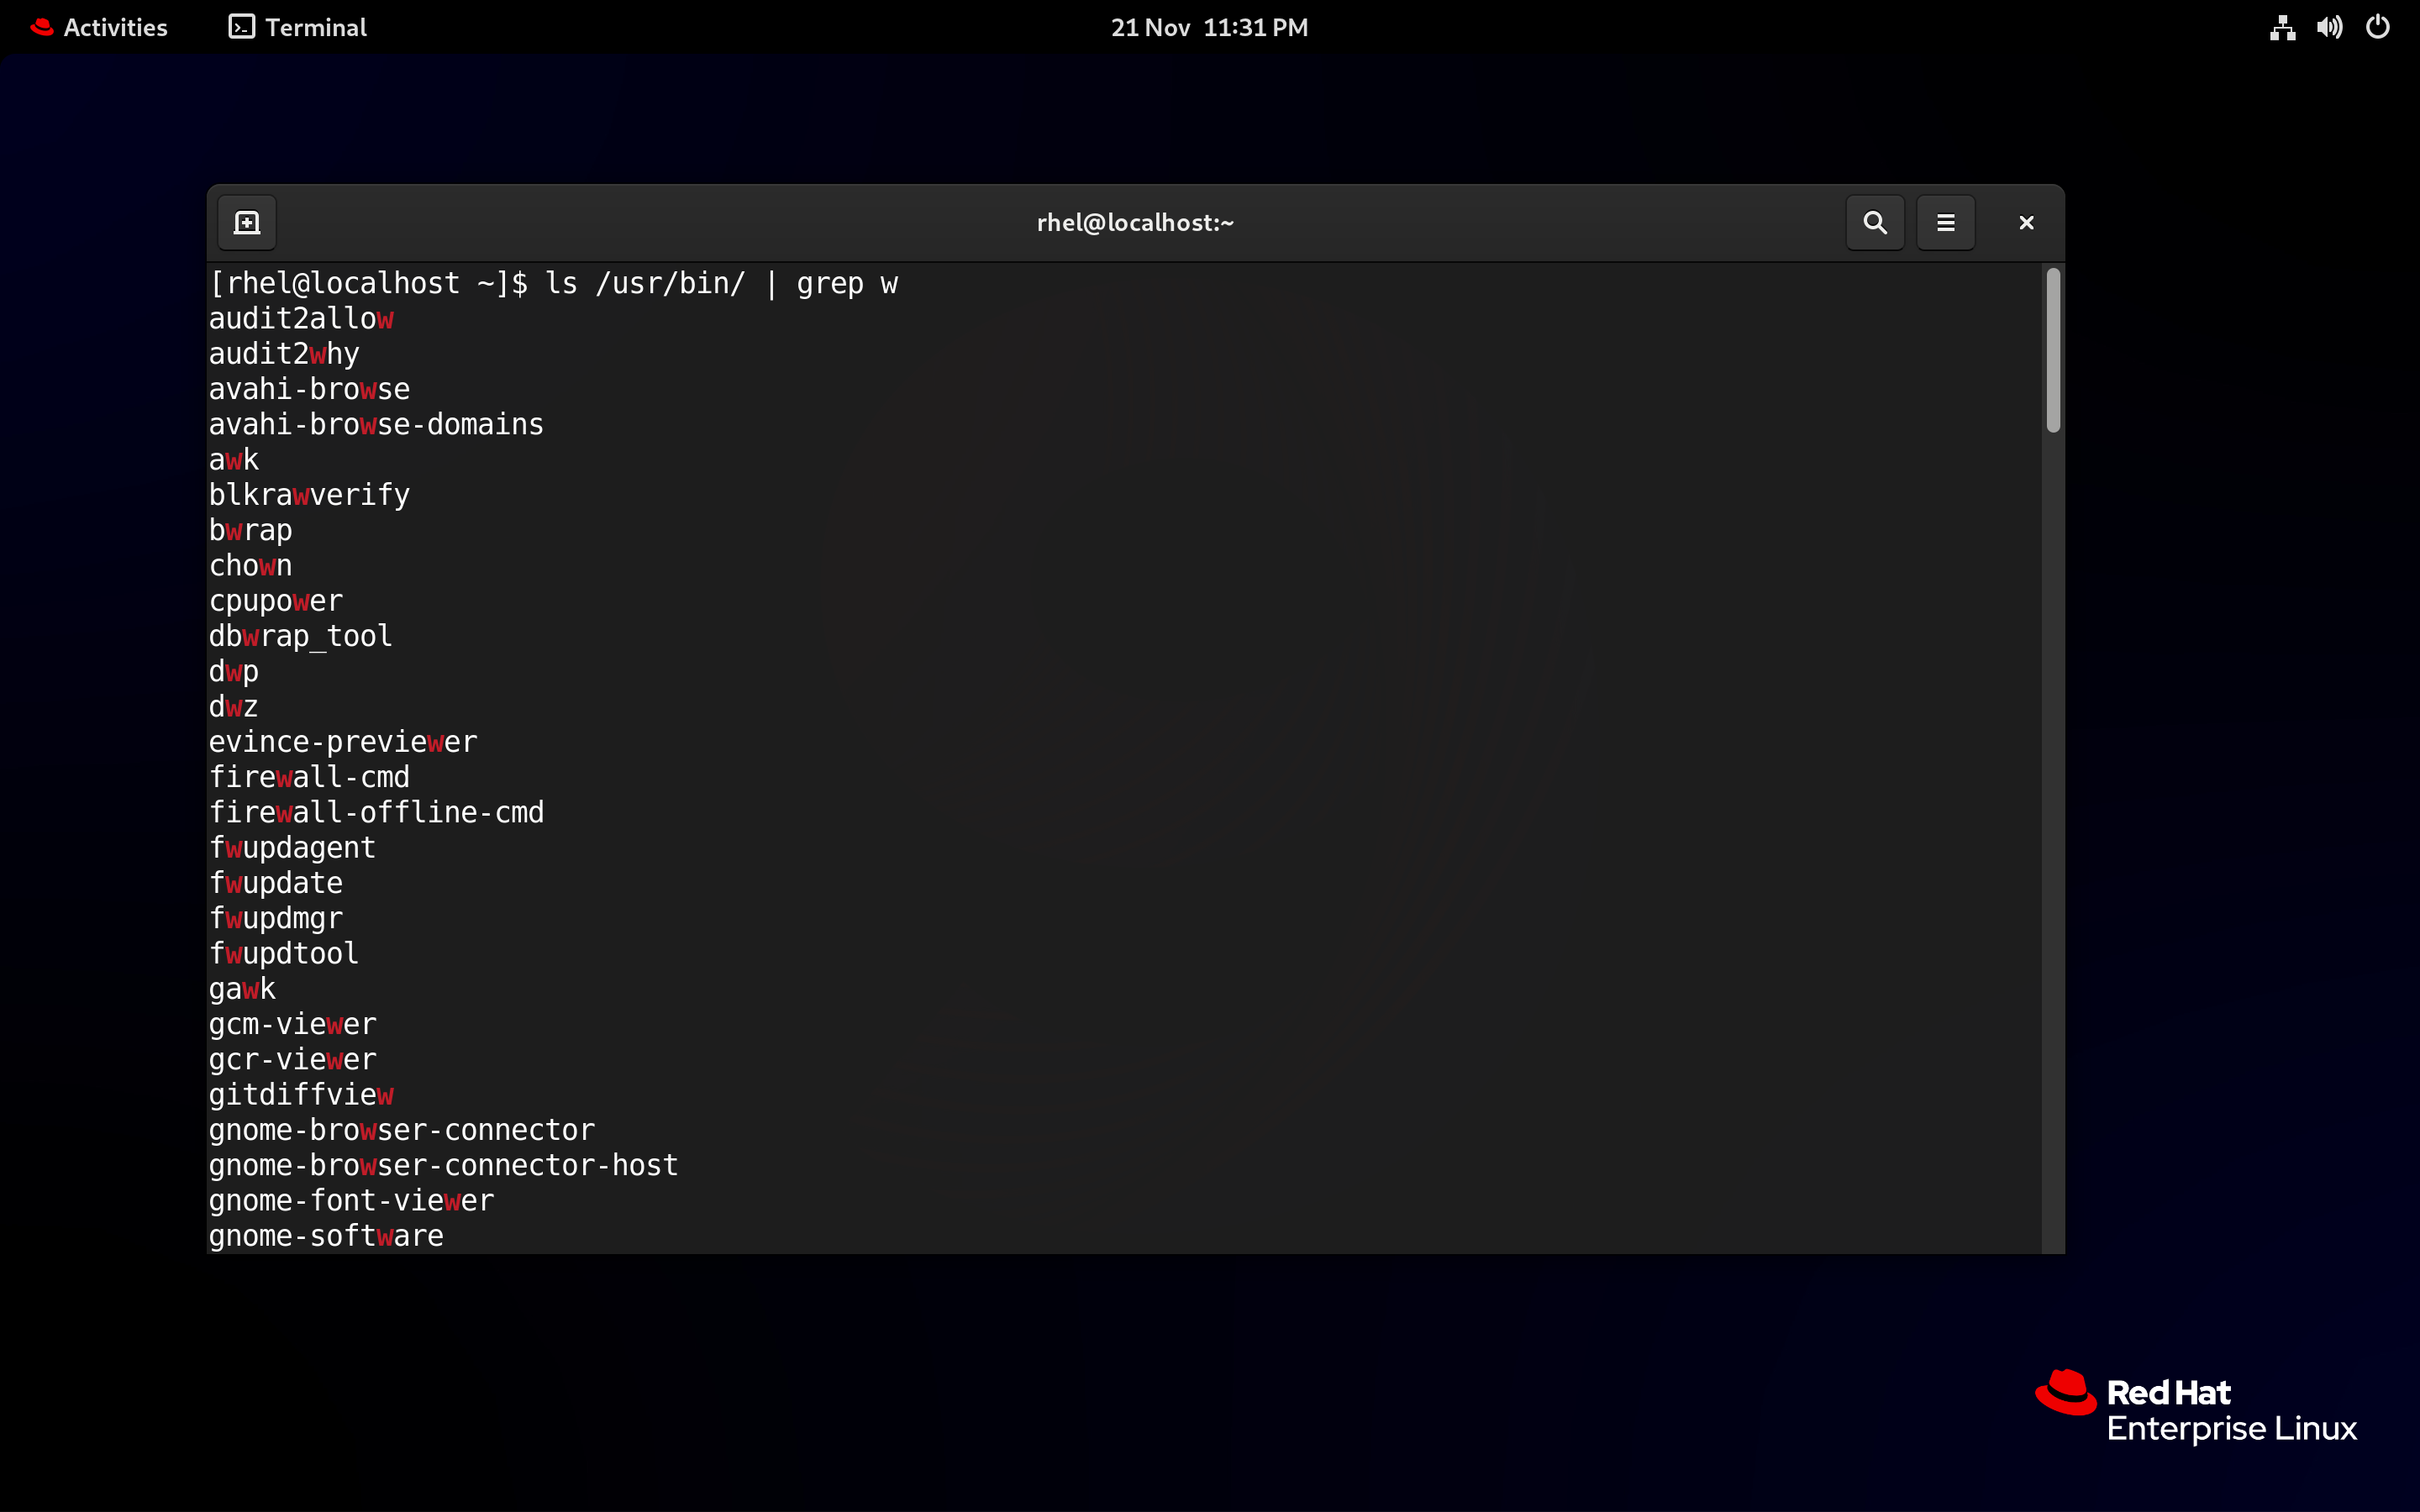 Activities Terminal 21 Nov 11:31 PM
rhel@localhost:~
[rhel@localhost ~]$ ls /usr/bin/ | grep w
audit2allow
audit2why
avahi-browse
avahi-browse-domains
awk
blkrawverify
bwrap
chown
cpupower
dbwrap_tool
dwp
dwz
evince-previewer
firewall-cmd
firewall-offline-cmd
fwupdagent
fwupdate
fwupdmgr
fwupdtool
gawk
gcm-viewer
gcr-viewer
gitdiffview
gnome-browser-connector
gnome-browser-connector-host
gnome-font-viewer
gnome-software
Red Hat
Enterprise Linux